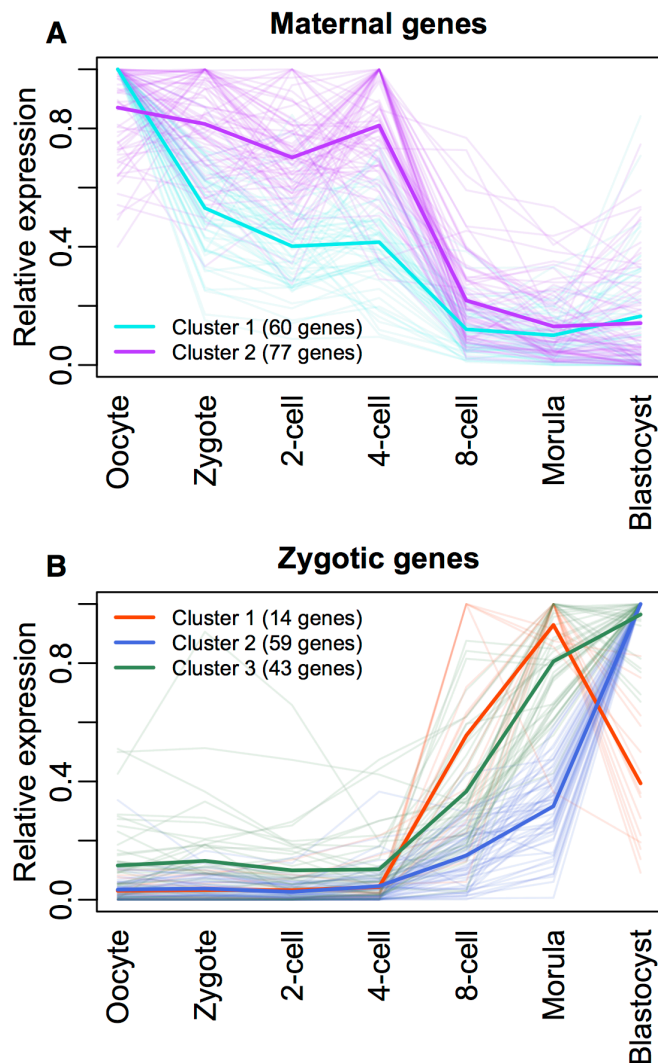 A
Maternal genes
Relative expression
0.8
0.4
0.0
Cluster 1 (60 genes)
Cluster 2 (77 genes)
Oocyte
Zygote
2-cell
4-cell
8-cell
Morula
Blastocyst
B
Zygotic genes
Relative expression
0.8
0.4
0.0
Cluster 1 (14 genes)
Cluster 2 (59 genes)
Cluster 3 (43 genes)
Oocyte
Zygote
2-cell
4-cell
8-cell
Morula
Blastocyst